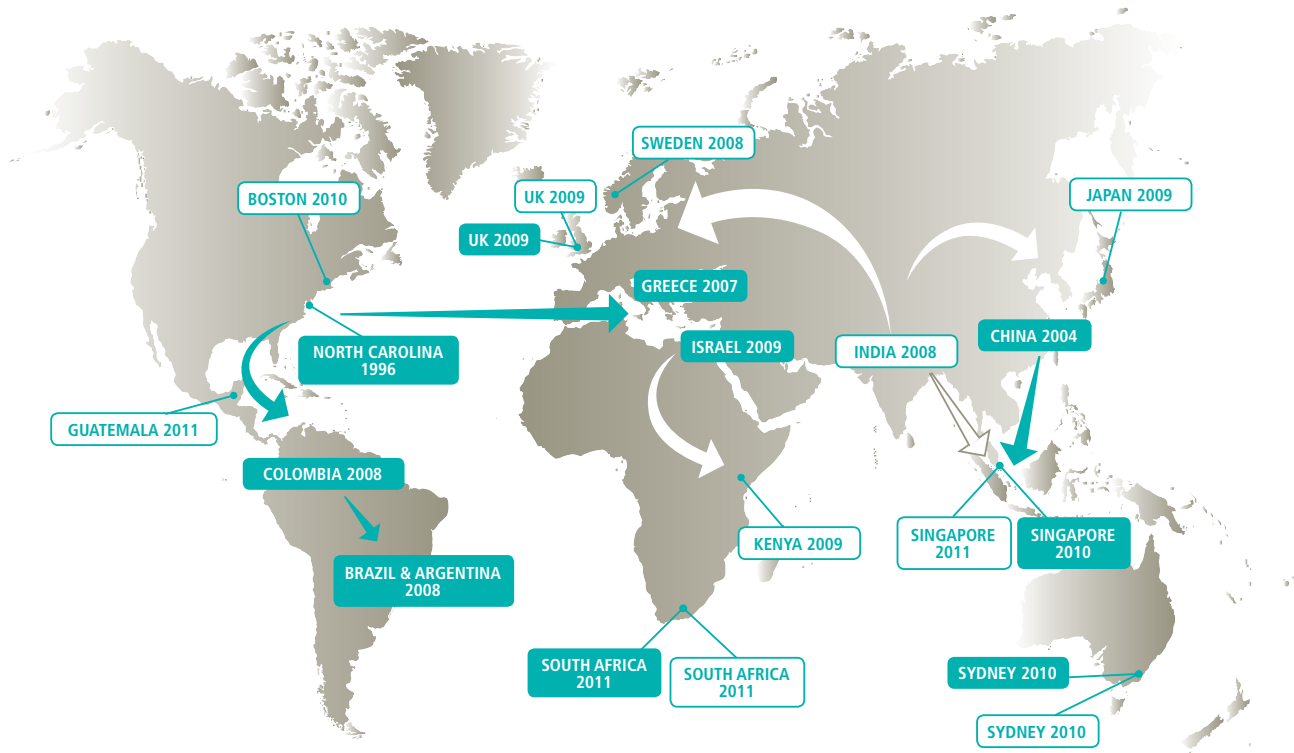 SWEDEN 2008
BOSTON 2010
UK 2009
JAPAN 2009
UK 2009
GREECE 2007
CHINA 2004
ISRAEL 2009
INDIA 2008
NORTH CAROLINA
1996
GUATEMALA 2011
COLOMBIA 2008
KENYA 2009
SINGAPORE
2011
SINGAPORE
2010
BRAZIL & ARGENTINA
2008
SOUTH AFRICA
2011
SOUTH AFRICA
2011
SYDNEY 2010
SYDNEY 2010